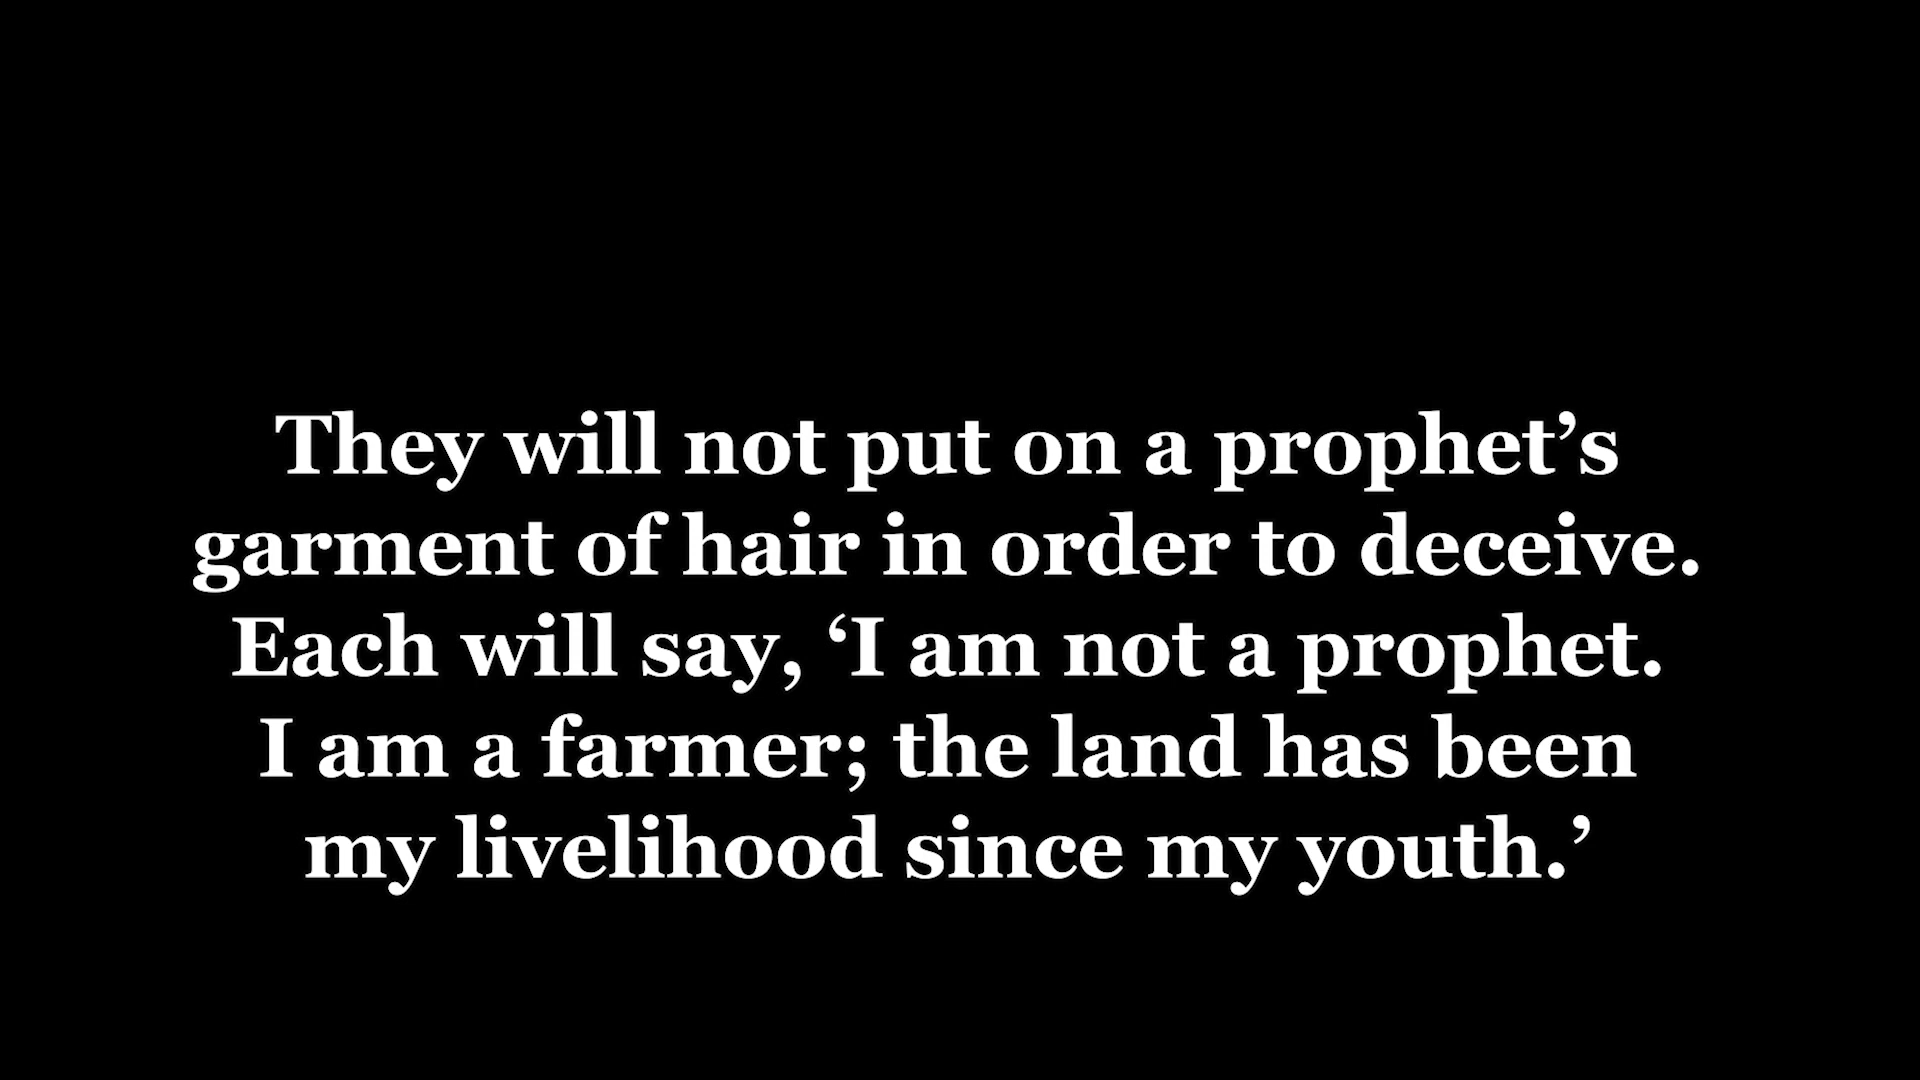 They will not put on a prophet’s
garment of hair in order to deceive.
Each will say, ‘I am not a prophet.
I am a farmer; the land has been
my livelihood since my youth.’